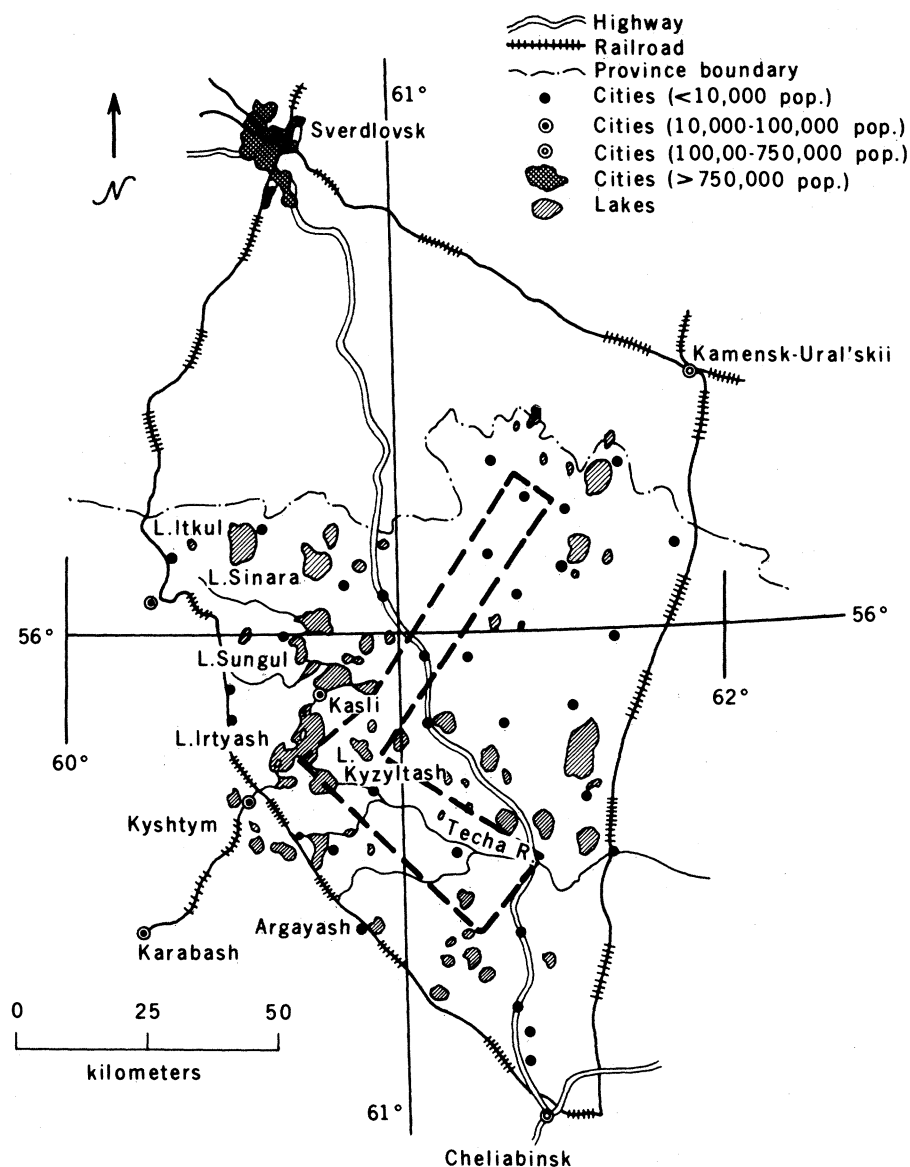 Highway
Railroad
Province boundary
Cities (<10,000 pop.)
Cities (10,000-100,000 pop.)
Cities (100,00-750,000 pop.)
Cities (>750,000 pop.)
Lakes
61°
Sverdlovsk
N
Kamensk-Ural'skii
L.Itkul
L.Sinara
56°
56°
L.Sungul
62°
Kasli
L.Irtyash
60°
L.
Kyzyltash
Kyshtym
Techa R.
Argayash
Karabash
0 25 50
kilometers
61°
Cheliabinsk